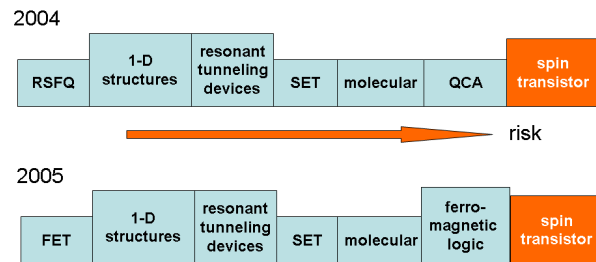 2004
RSFQ
1-D
structures
resonant
tunneling
devices
SET
molecular
QCA
spin
transistor
risk
2005
FET
1-D
structures
resonant
tunneling
devices
SET
molecular
ferro-
magnetic
logic
spin
transistor